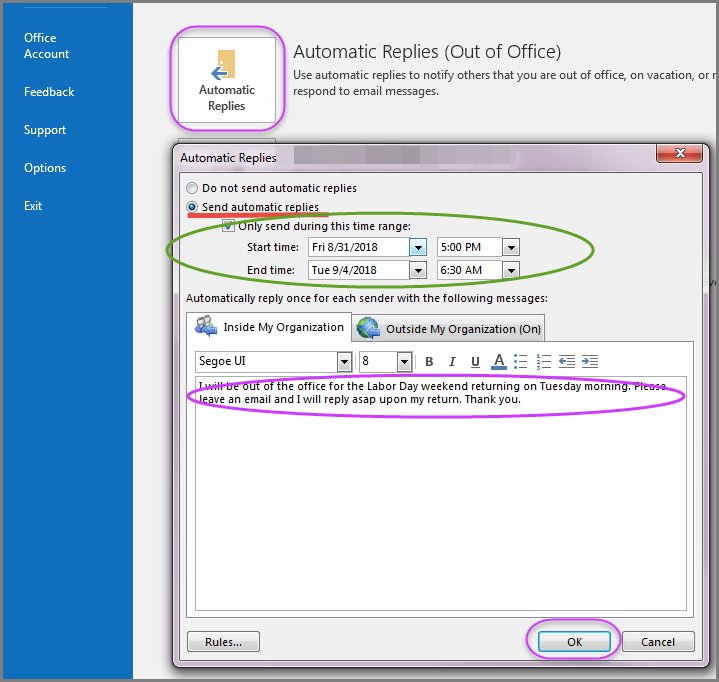 Office
Account
Feedback
Support
Options
Exit
Automatic
Replies
Automatic Replies (Out of Office)
Use automatic replies to notify others that you are out of office, on vacation, or
respond to email messages.
Automatic Replies
Do not send automatic replies
Send automatic replies
Only send during this time range:
Start time: Fri 8/31/2018 5:00 PM
End time: Tue 9/4/2018 6:30 AM
Automatically reply once for each sender with the following messages:
Inside My Organization Outside My Organization (On)
Segoe UI 8 B I U A
I will be out of the office for the Labor Day weekend returning on Tuesday morning. Please
leave an email and I will reply asap upon my return. Thank you.
Rules... OK Cancel